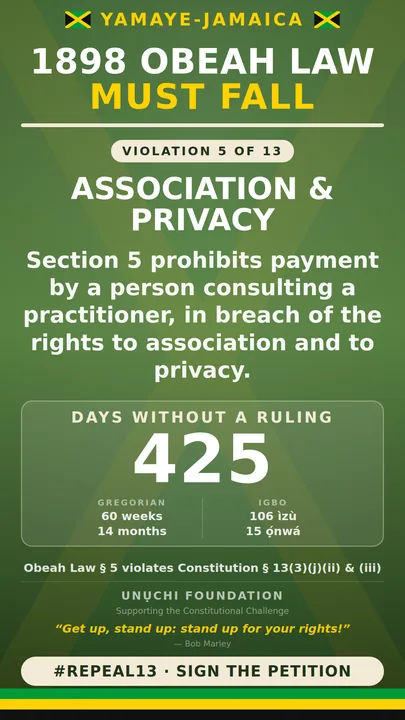 YAMAYE-JAMAICA
1898 OBEAH LAW
MUST FALL
VIOLATION 5 OF 13
ASSOCIATION &
PRIVACY
Section 5 prohibits payment
by a person consulting a
practitioner, in breach of the
rights to association and to
privacy.
DAYS WITHOUT A RULING
425
GREGORIAN
60 weeks
14 months
IGBO
106 ìzù
15 ọ́nwá
Obeah Law § 5 violates Constitution § 13(3)(j)(ii) & (iii)
UNỤCHI FOUNDATION
Supporting the Constitutional Challenge
“Get up, stand up: stand up for your rights!”
— Bob Marley
#REPEAL13 · SIGN THE PETITION